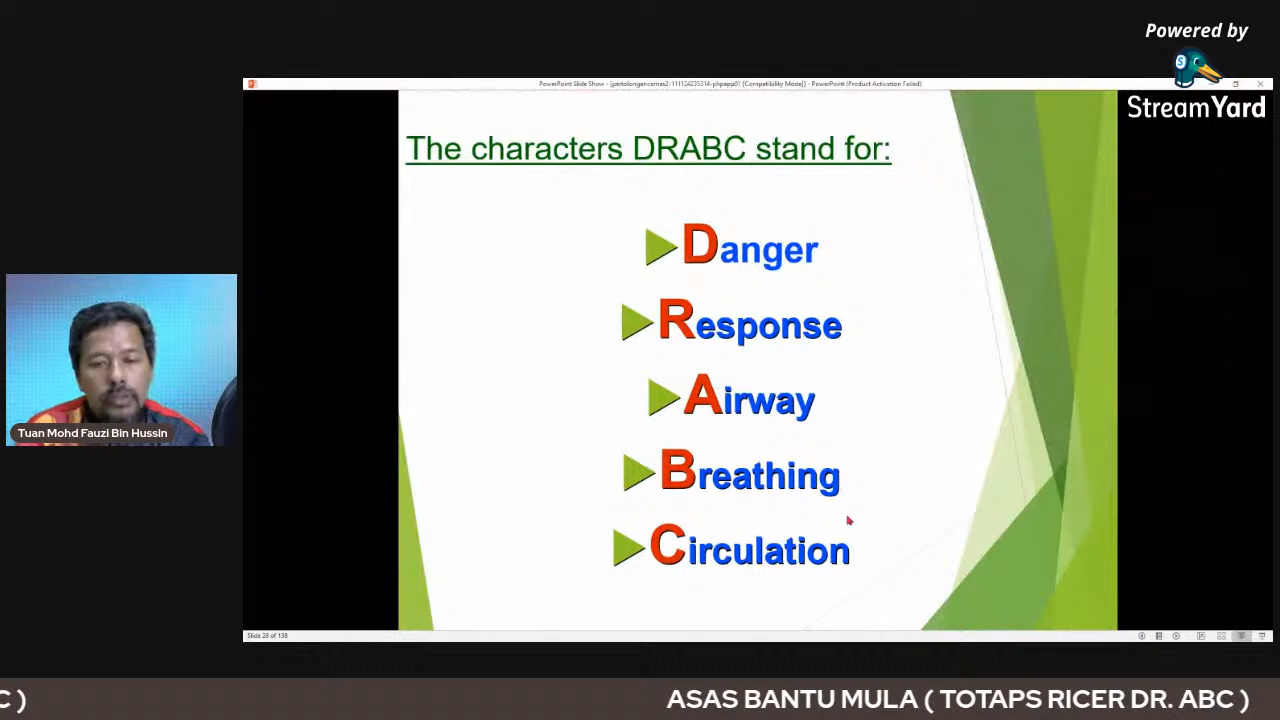 Powered by
StreamYard
PowerPoint Slide Show - [pertolongancemas2-111124235314-phpapp01 [Compatibility Mode]] - PowerPoint (Product Activation Failed)
The characters DRABC stand for:
Danger
Response
Airway
Breathing
Circulation
Tuan Mohd Fauzi Bin Hussin
Slide 26 of 138
C ) ASAS BANTU MULA ( TOTAPS RICER DR. ABC )